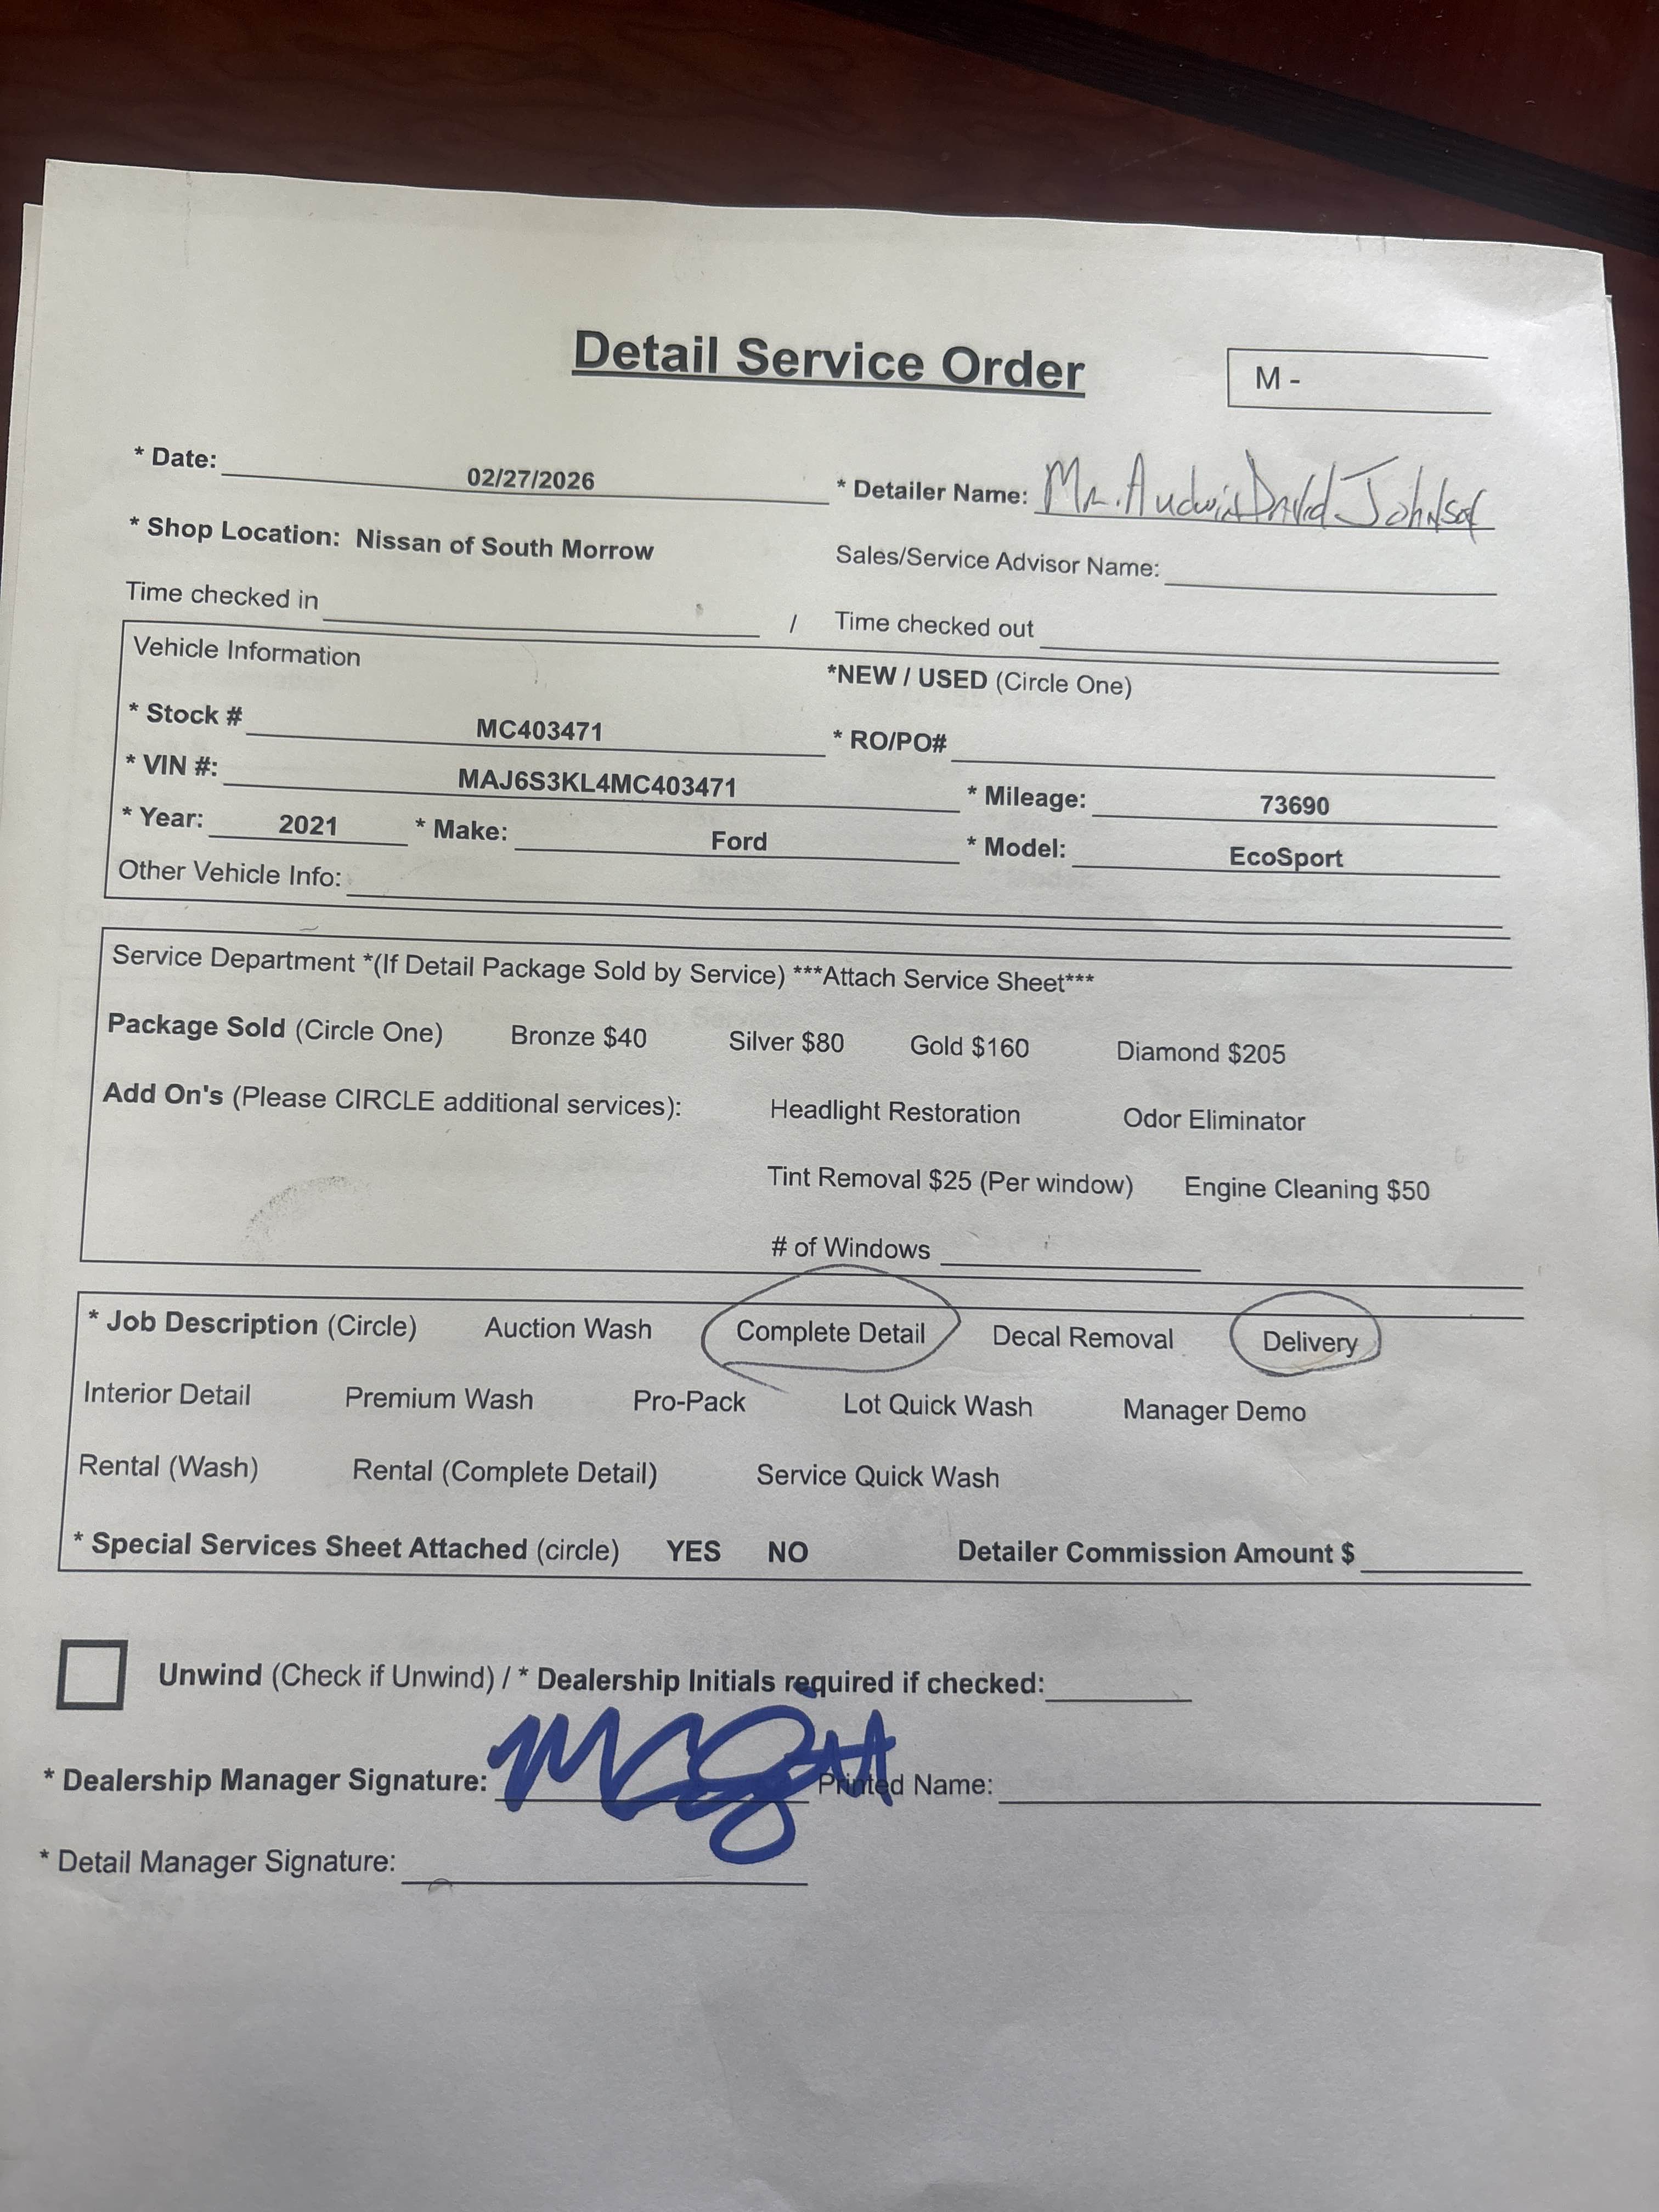 Detail Service Order
M -
* Date: 02/27/2026 * Detailer Name: Mr. Audwin David Johnson
* Shop Location: Nissan of South Morrow Sales/Service Advisor Name:
Time checked in / Time checked out
Vehicle Information *NEW / USED (Circle One)
* Stock # MC403471 * RO/PO#
* VIN #: MAJ6S3KL4MC403471 * Mileage: 73690
* Year: 2021 * Make: Ford * Model: EcoSport
Other Vehicle Info:
Service Department *(If Detail Package Sold by Service) ***Attach Service Sheet***
Package Sold (Circle One) Bronze $40 Silver $80 Gold $160 Diamond $205
Add On's (Please CIRCLE additional services): Headlight Restoration Odor Eliminator
Tint Removal $25 (Per window) Engine Cleaning $50
# of Windows
* Job Description (Circle) Auction Wash Complete Detail Decal Removal Delivery
Interior Detail Premium Wash Pro-Pack Lot Quick Wash Manager Demo
Rental (Wash) Rental (Complete Detail) Service Quick Wash
* Special Services Sheet Attached (circle) YES NO Detailer Commission Amount $
Unwind (Check if Unwind) / * Dealership Initials required if checked:
* Dealership Manager Signature: Printed Name:
* Detail Manager Signature: